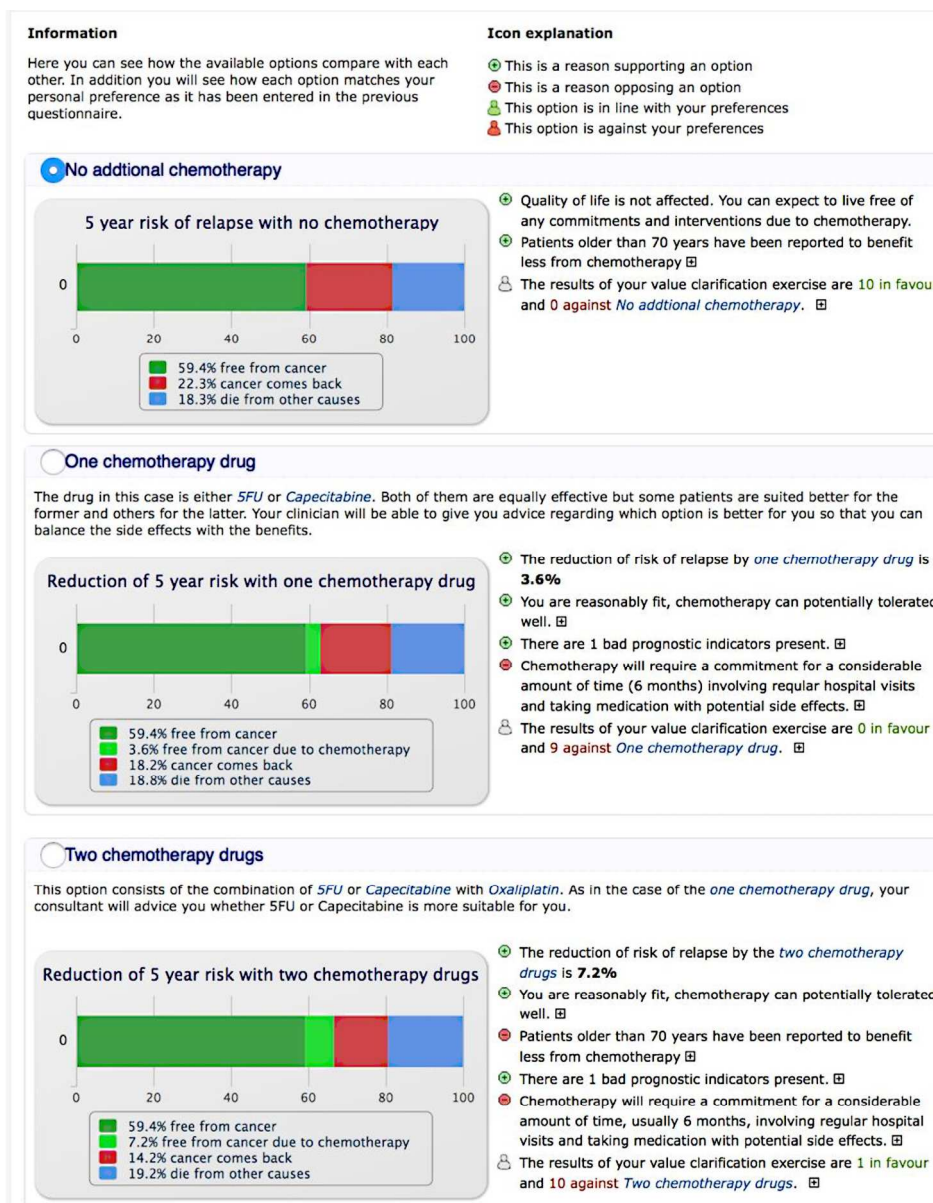 Information
Here you can see how the available options compare with each
other. In addition you will see how each option matches your
personal preference as it has been entered in the previous
questionnaire.
Icon explanation
This is a reason supporting an option
This is a reason opposing an option
This option is in line with your preferences
This option is against your preferences
No addtional chemotherapy
5 year risk of relapse with no chemotherapy
0
0 20 40 60 80 100
59.4% free from cancer
22.3% cancer comes back
18.3% die from other causes
Quality of life is not affected. You can expect to live free of
any commitments and interventions due to chemotherapy.
Patients older than 70 years have been reported to benefit
less from chemotherapy
The results of your value clarification exercise are 10 in favou
and 0 against No addtional chemotherapy.
One chemotherapy drug
The drug in this case is either 5FU or Capecitabine. Both of them are equally effective but some patients are suited better for the
former and others for the latter. Your clinician will be able to give you advice regarding which option is better for you so that you can
balance the side effects with the benefits.
Reduction of 5 year risk with one chemotherapy drug
0
0 20 40 60 80 100
59.4% free from cancer
3.6% free from cancer due to chemotherapy
18.2% cancer comes back
18.8% die from other causes
The reduction of risk of relapse by one chemotherapy drug is
3.6%
You are reasonably fit, chemotherapy can potentially tolerated
well.
There are 1 bad prognostic indicators present.
Chemotherapy will require a commitment for a considerable
amount of time (6 months) involving regular hospital visits
and taking medication with potential side effects.
The results of your value clarification exercise are 0 in favour
and 9 against One chemotherapy drug.
Two chemotherapy drugs
This option consists of the combination of 5FU or Capecitabine with Oxaliplatin. As in the case of the one chemotherapy drug, your
consultant will advice you whether 5FU or Capecitabine is more suitable for you.
Reduction of 5 year risk with two chemotherapy drugs
0
0 20 40 60 80 100
59.4% free from cancer
7.2% free from cancer due to chemotherapy
14.2% cancer comes back
19.2% die from other causes
The reduction of risk of relapse by the two chemotherapy
drugs is 7.2%
You are reasonably fit, chemotherapy can potentially tolerated
well.
Patients older than 70 years have been reported to benefit
less from chemotherapy
There are 1 bad prognostic indicators present.
Chemotherapy will require a commitment for a considerable
amount of time, usually 6 months, involving regular hospital
visits and taking medication with potential side effects.
The results of your value clarification exercise are 1 in favour
and 10 against Two chemotherapy drugs.